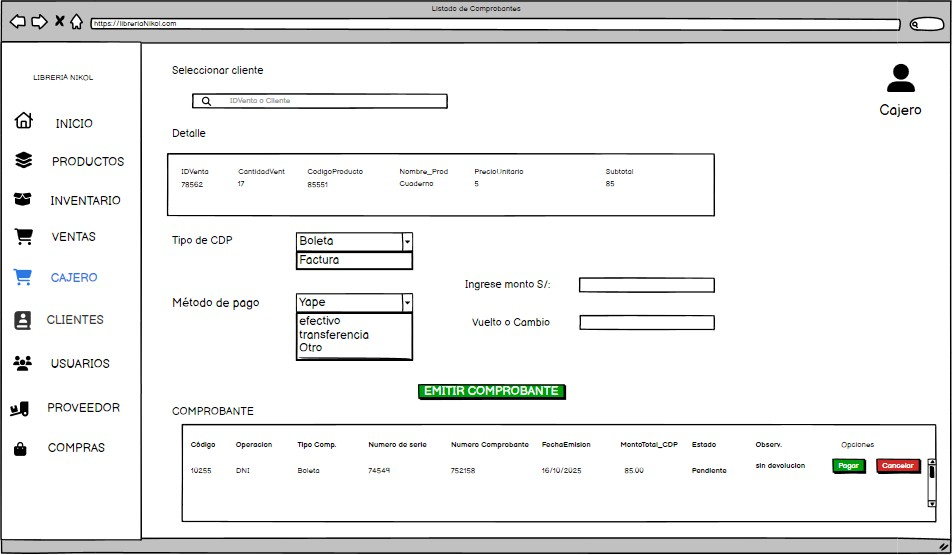 Listado de Comprobantes
https://libreriaNikol.com
LIBRERIA NIKOL
INICIO
PRODUCTOS
INVENTARIO
VENTAS
CAJERO
CLIENTES
USUARIOS
PROVEEDOR
COMPRAS
Cajero
Seleccionar cliente
IDVenta o Cliente
Detalle
IDVenta CantidadVent CodigoProducto Nombre_Prod PrecioUnitario Subtotal
78562 17 85551 Cuaderno 5 85
Tipo de CDP Boleta
Factura
Ingrese monto S/:
Método de pago Yape
efectivo
transferencia
Otro
Vuelto o Cambio
EMITIR COMPROBANTE
COMPROBANTE
Código Operacion Tipo Comp. Numero de serie Numero Comprobante FechaEmision MontoTotal_CDP Estado Observ. Opciones
10255 DNI Boleta 74549 752158 16/10/2025 85.00 Pendiente sin devolucion Pagar Cancelar